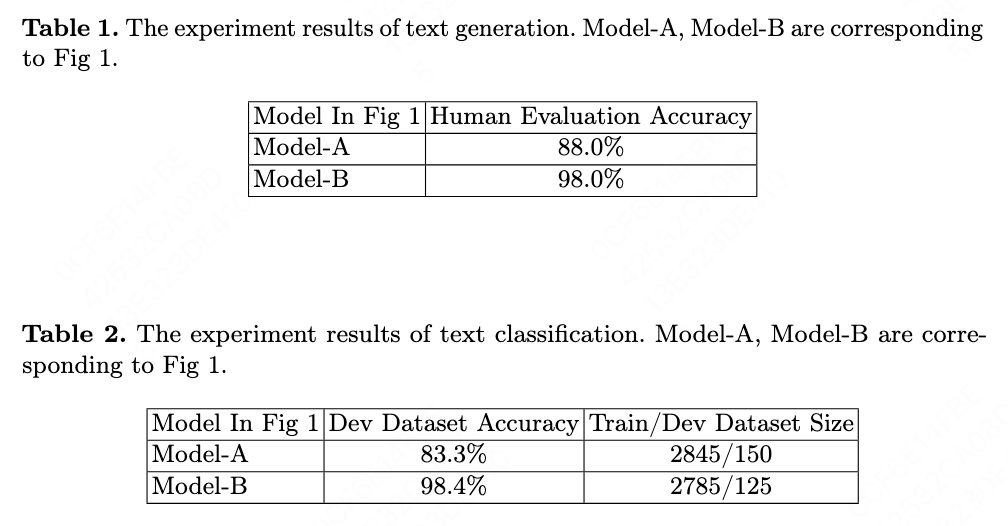 Table 1. The experiment results of text generation. Model-A, Model-B are corresponding
to Fig 1.
Model In Fig 1 Human Evaluation Accuracy
Model-A 88.0%
Model-B 98.0%
Table 2. The experiment results of text classification. Model-A, Model-B are corre-
sponding to Fig 1.
Model In Fig 1 Dev Dataset Accuracy Train/Dev Dataset Size
Model-A 83.3% 2845/150
Model-B 98.4% 2785/125